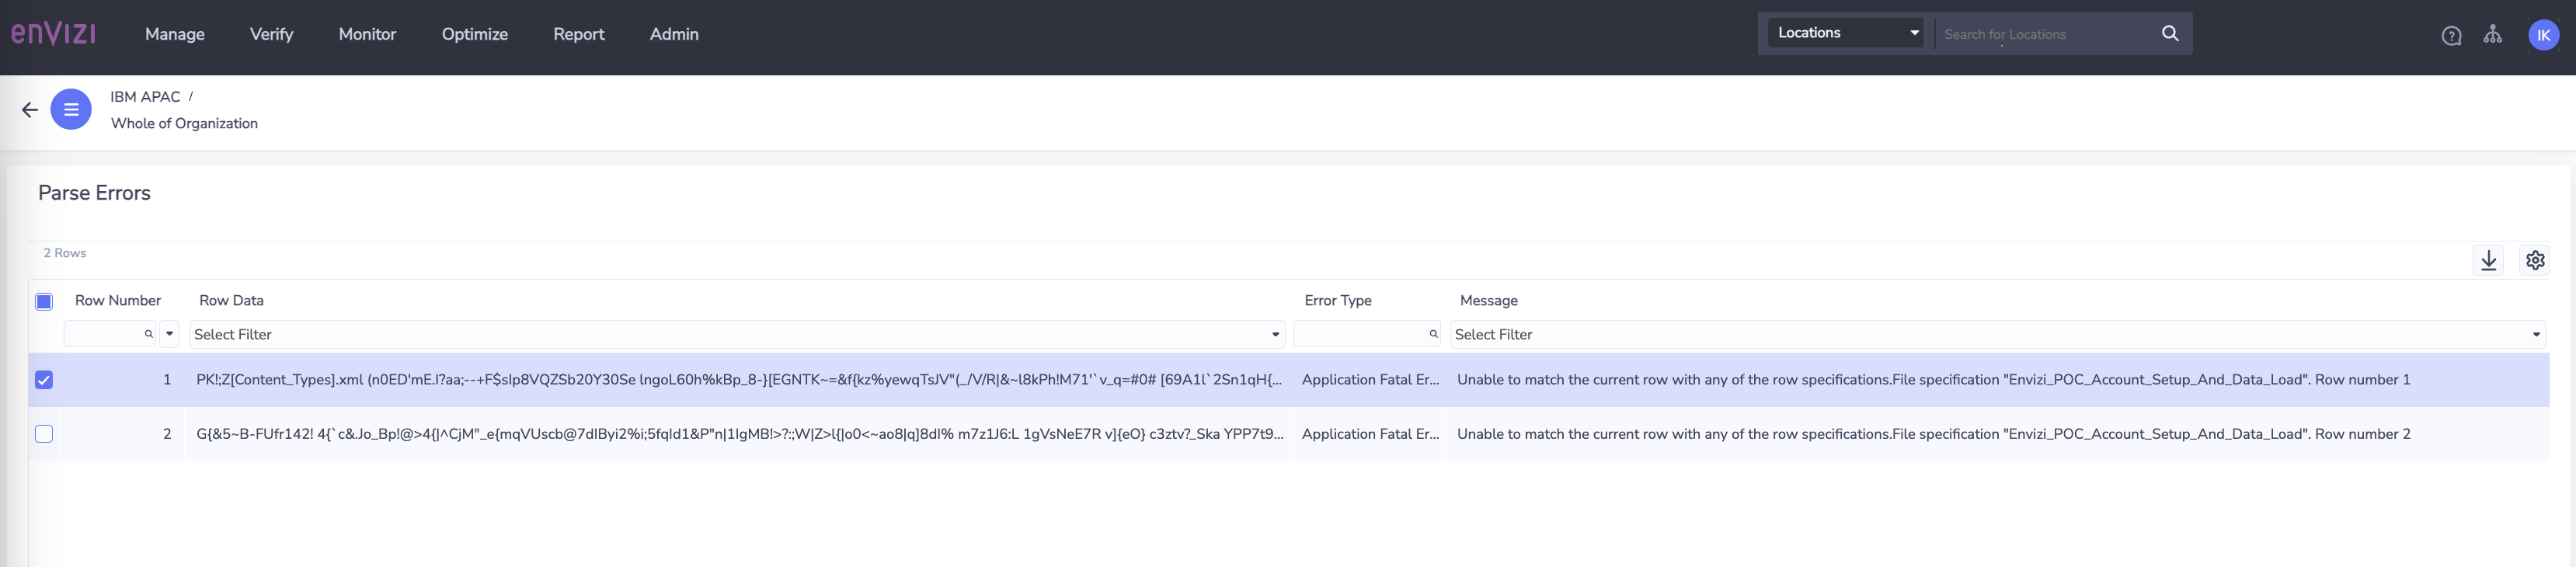 enVIZI
Manage Verify Monitor Optimize Report Admin
Locations Search for Locations
IK
IBM APAC /
Whole of Organization
Parse Errors
2 Rows
Row Number Row Data Error Type Message
Select Filter Select Filter
1 PK!;Z[Content_Types].xml (n0ED'mE.I?aa;--+F$sIp8VQZSb20Y30Se lngoL60h%kBp_8-}[EGNTK~=&f{kz%yewqTsJV"(_/V/R|&~l8kPh!M71'`v_q=#0# [69A1l`2Sn1qH{... Application Fatal Er... Unable to match the current row with any of the row specifications.File specification "Envizi_POC_Account_Setup_And_Data_Load". Row number 1
2 G{&5~B-FUfr142! 4{`c&.Jo_Bp!@>4{|^CjM"_e{mqVUscb@7dIByi2%i;5fqId1&P"n|1IgMB!>?:;W|Z>l{|o0<~ao8|q]8dI% m7z1J6:L 1gVsNeE7R v]{eO} c3ztv?_Ska YPP7t9... Application Fatal Er... Unable to match the current row with any of the row specifications.File specification "Envizi_POC_Account_Setup_And_Data_Load". Row number 2